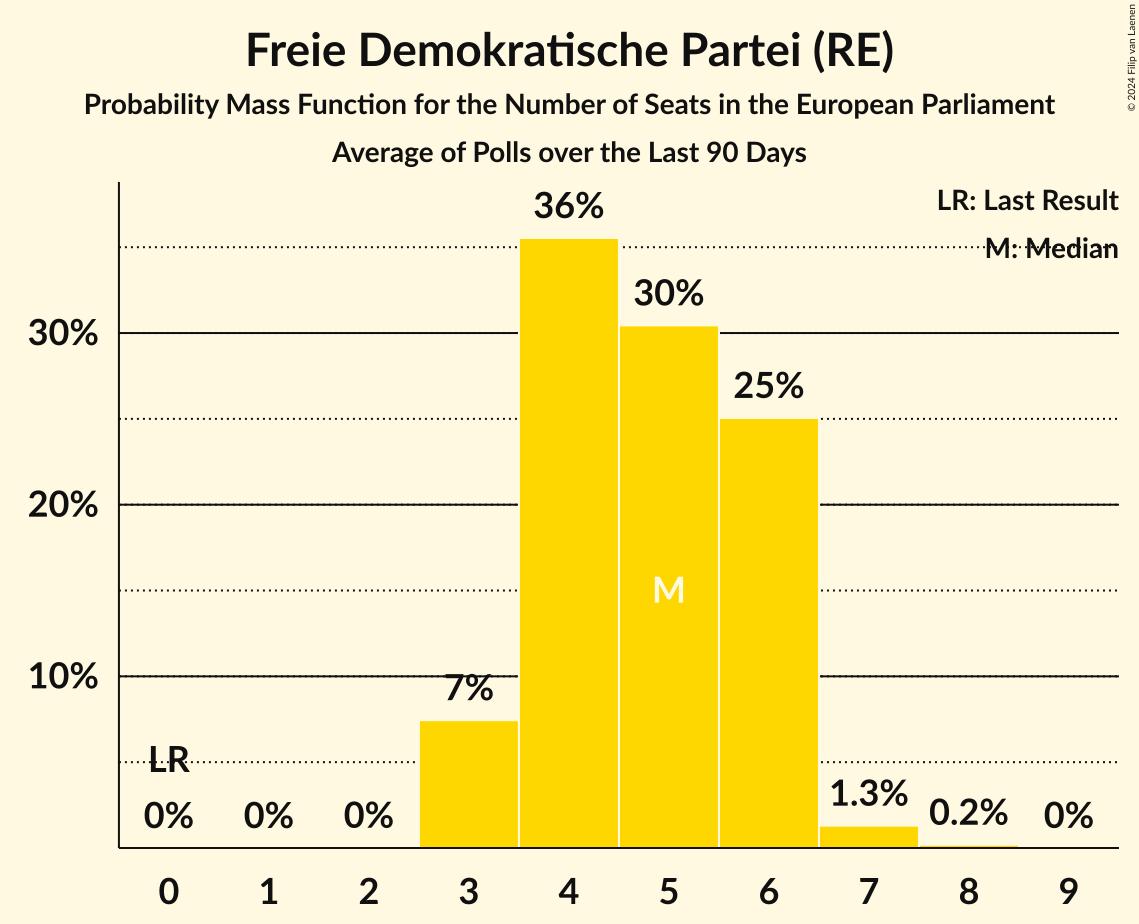 Freie Demokratische Partei (RE)
Probability Mass Function for the Number of Seats in the European Parliament
Average of Polls over the Last 90 Days
© 2024 Filip van Laenen
LR: Last Result
M: Median
36%
30%
25%
7%
1.3%
0.2%
0%
0%
0%
0%
LR
M
30%
20%
10%
0 1 2 3 4 5 6 7 8 9